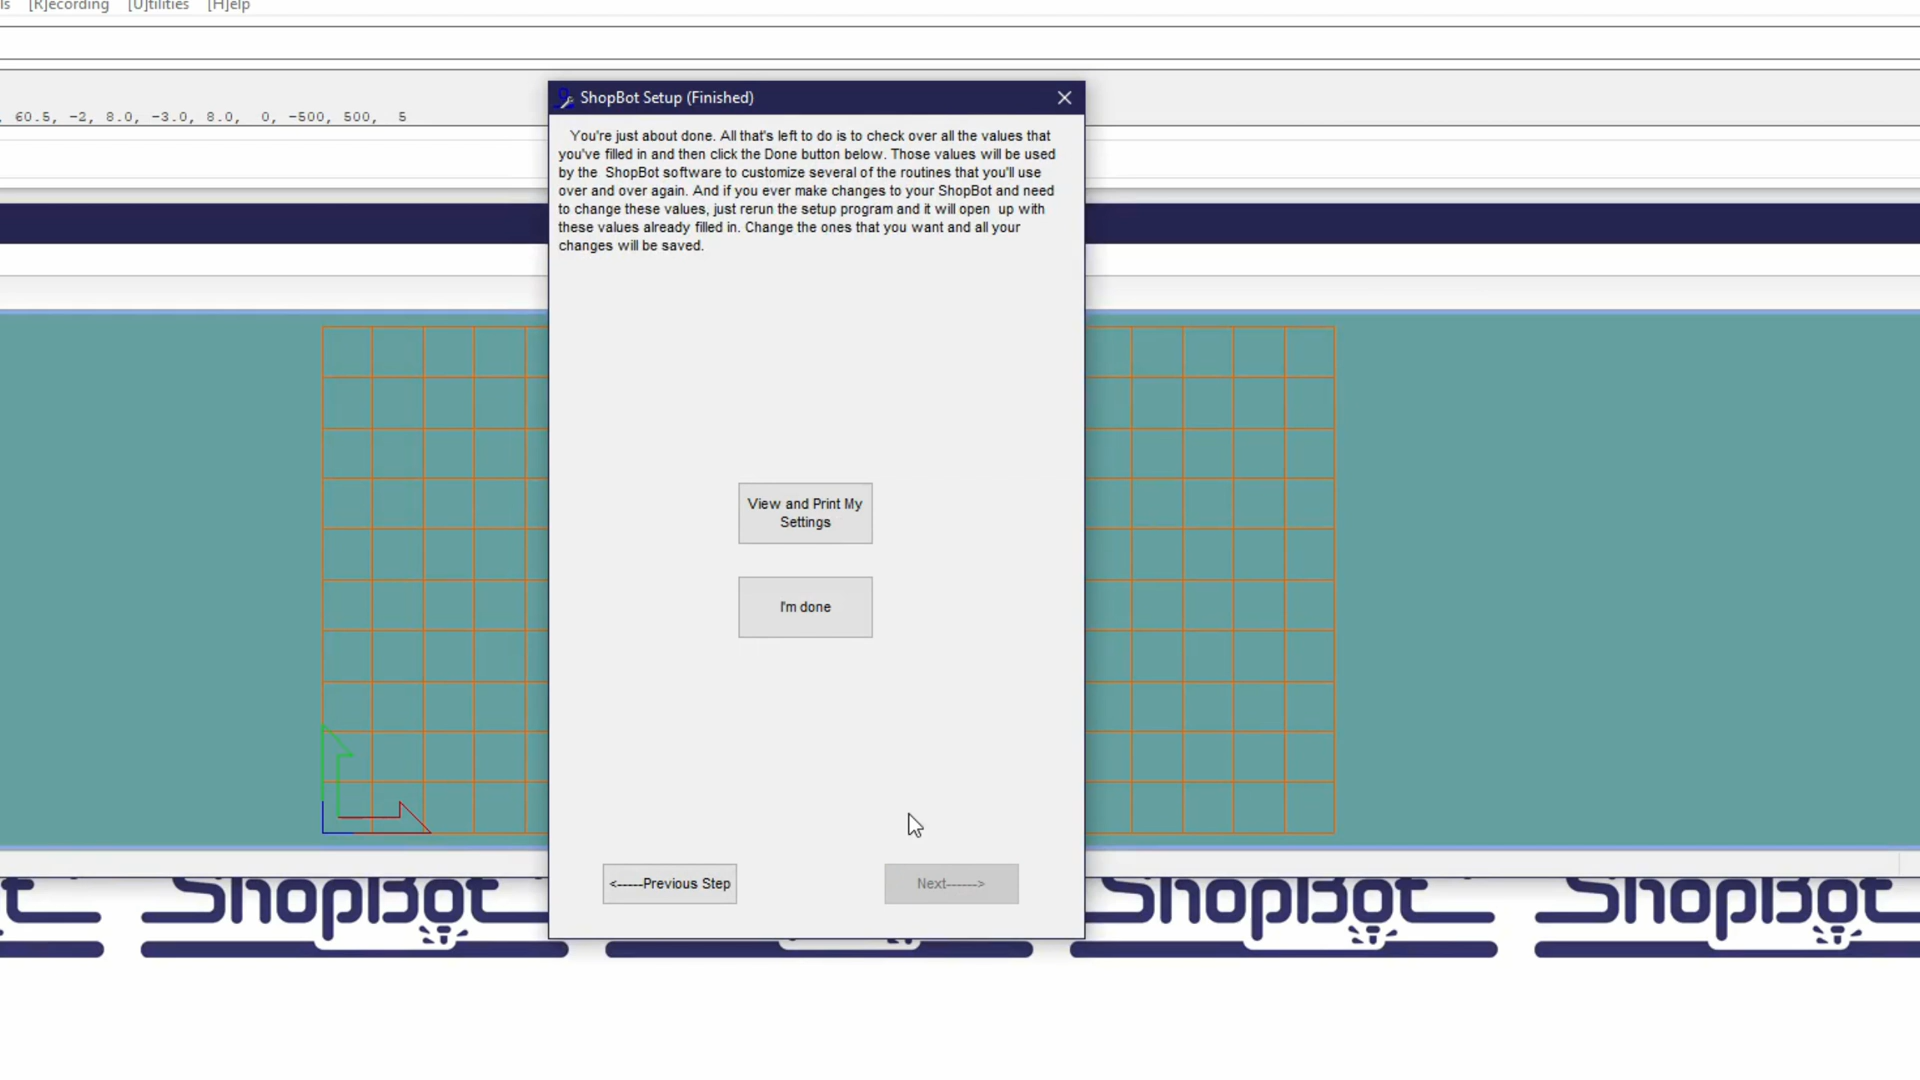 ls [R]ecording [U]tilities [H]elp
ShopBot Setup (Finished)
, 60.5, -2, 8.0, -3.0, 8.0, 0, -500, 500, 5
You're just about done. All that's left to do is to check over all the values that
you've filled in and then click the Done button below. Those values will be used
by the ShopBot software to customize several of the routines that you'll use
over and over again. And if you ever make changes to your ShopBot and need
to change these values, just rerun the setup program and it will open up with
these values already filled in. Change the ones that you want and all your
changes will be saved.
View and Print My
Settings
I'm done
<-----Previous Step
Next------>
ShopBot
ShopBot
ShopBot